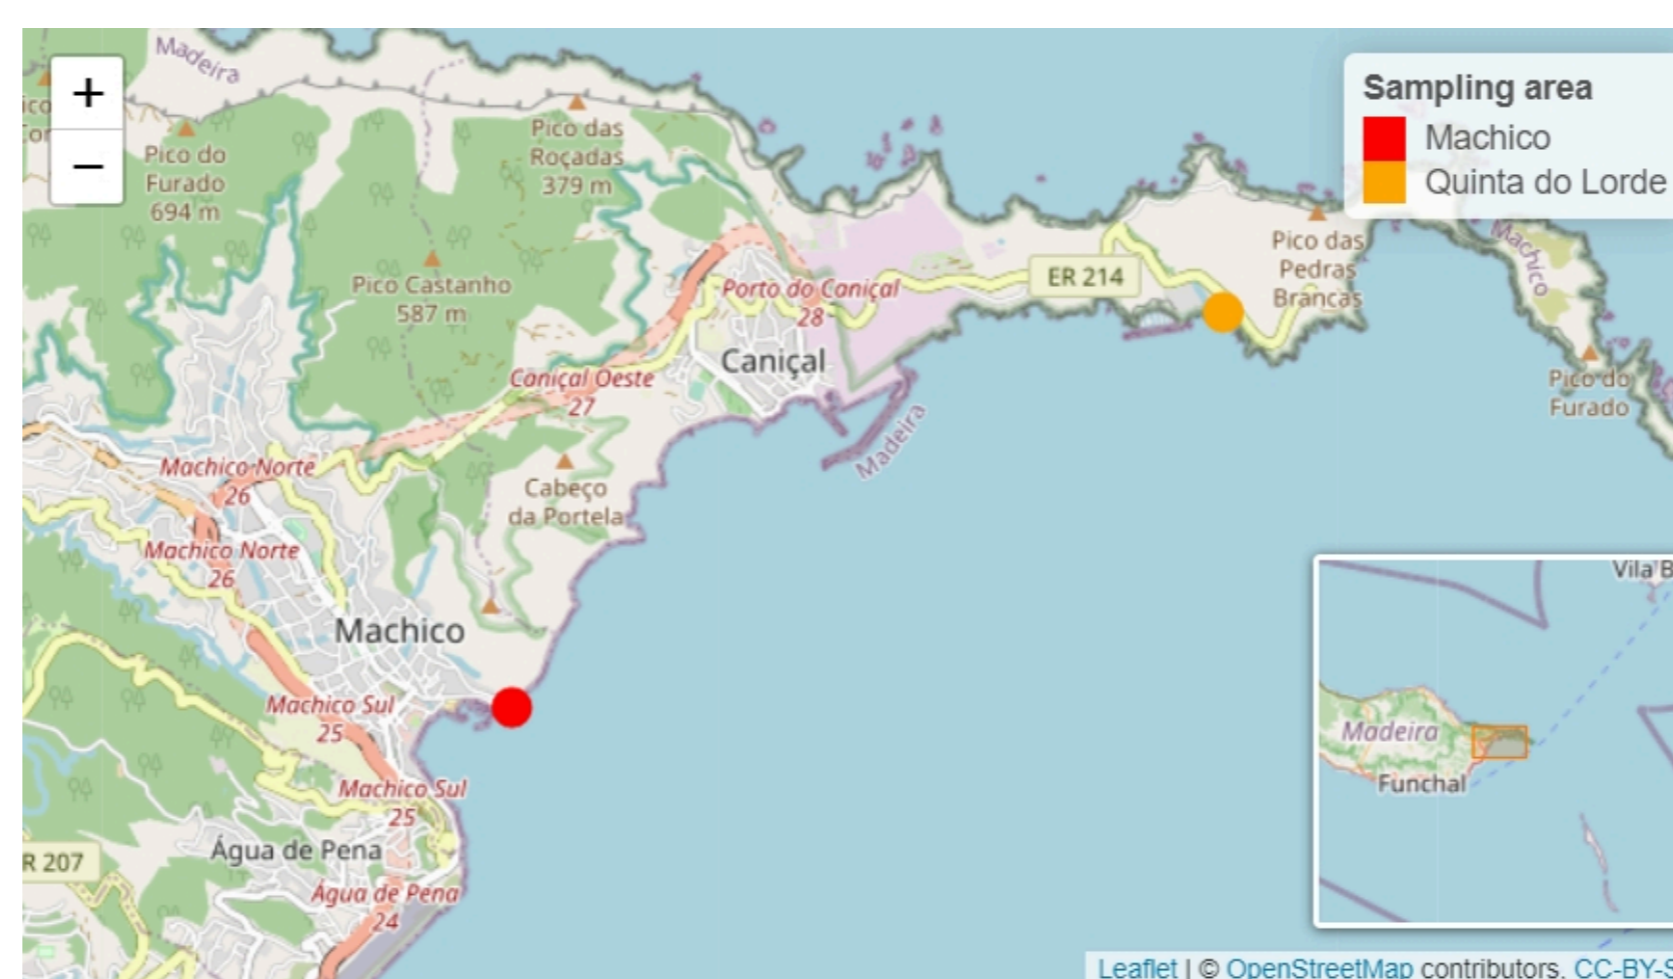 Madeira
+
−
Sampling area
Machico
Quinta do Lorde
Pico do
Furado
694 m
Pico das
Roçadas
379 m
Pico Castanho
587 m
Porto do Caniçal
28
ER 214
Pico das
Pedras
Brancas
Machico
Caniçal
Caniçal Oeste
27
Madeira
Pico do
Furado
Machico Norte
26
Cabeço
da Portela
Machico Norte
26
Machico
Machico Sul
25
Machico Sul
25
Água de Pena
R 207
Água de Pena
24
Vila B
Madeira
Funchal
Leaflet | © OpenStreetMap contributors, CC-BY-S